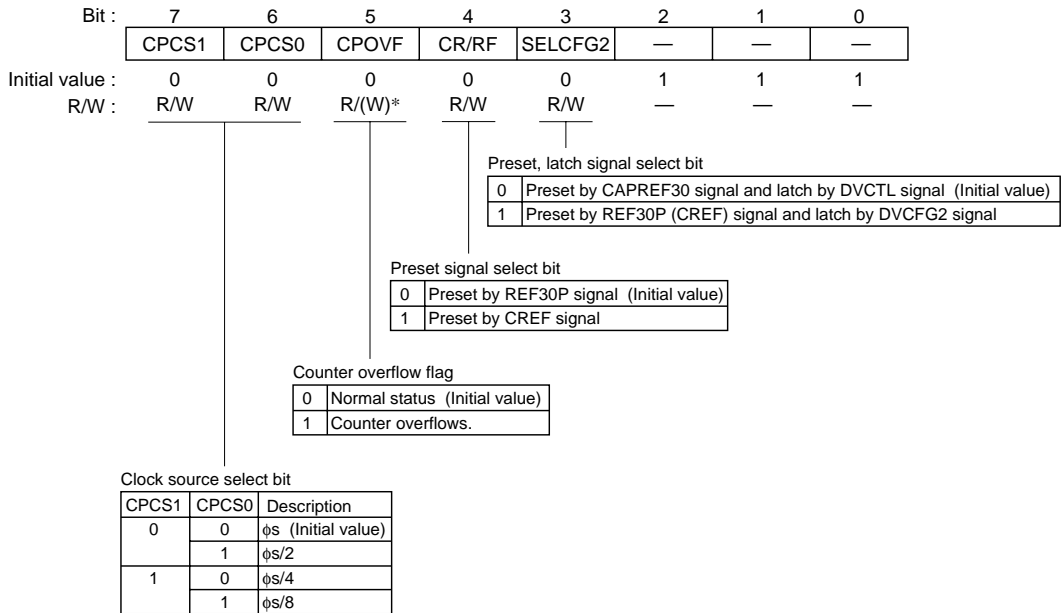 Bit : 7 6 5 4 3 2 1 0
CPCS1 CPCS0 CPOVF CR/RF SELCFG2 — — —
Initial value : 0 0 0 0 0 1 1 1
R/W : R/W R/W R/(W)* R/W R/W — — —
Preset, latch signal select bit
0 Preset by CAPREF30 signal and latch by DVCTL signal (Initial value)
1 Preset by REF30P (CREF) signal and latch by DVCFG2 signal
Preset signal select bit
0 Preset by REF30P signal (Initial value)
1 Preset by CREF signal
Counter overflow flag
0 Normal status (Initial value)
1 Counter overflows.
Clock source select bit
CPCS1 CPCS0 Description
0 0 φs (Initial value)
1 φs/2
1 0 φs/4
1 φs/8